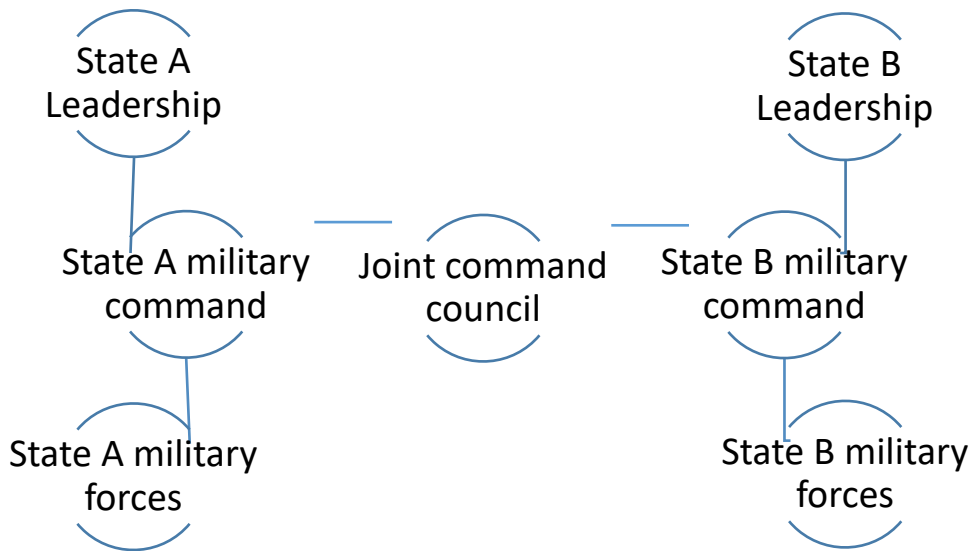 State A
Leadership
State B
Leadership
State A military
command
Joint command
council
State B military
command
State A military
forces
State B military
forces